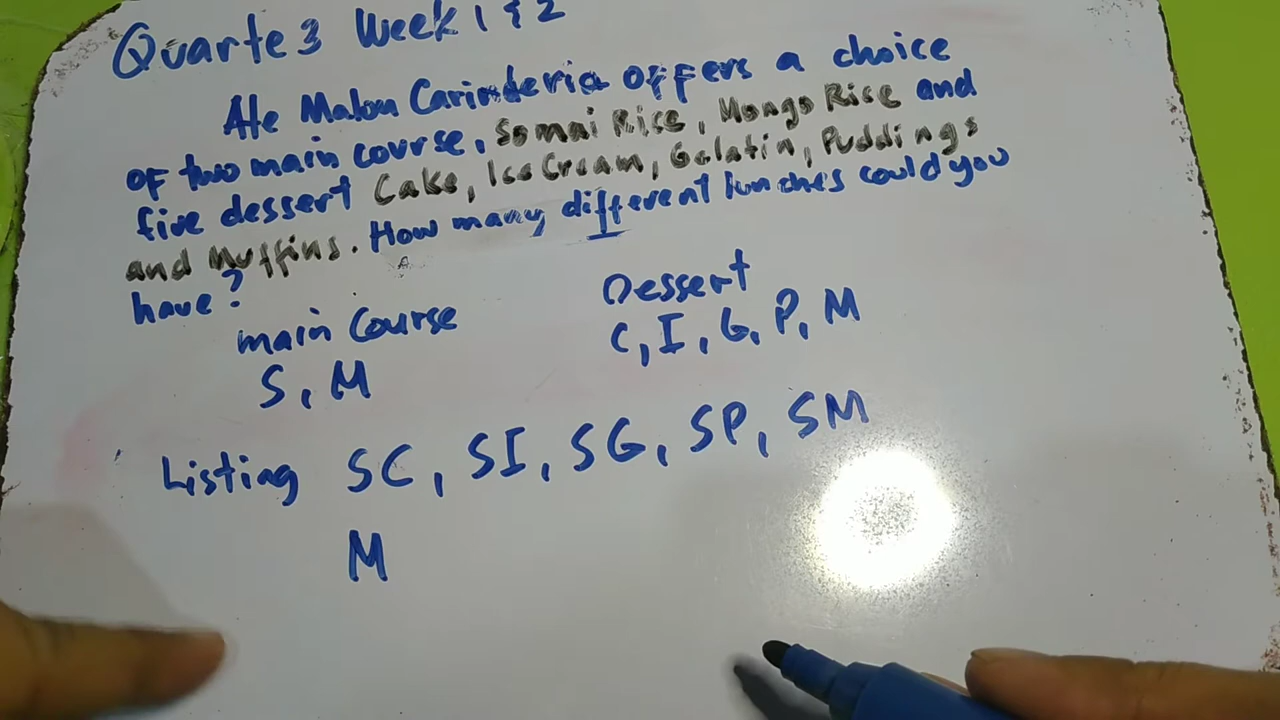 Quarte 3 Week 1 & 2
Ate Malou Carinderia offers a choice
of two main course, Somai Rice, Mongo Rice and
five dessert Cake, Ice Cream, Gelatin, Puddings
and Muffins. How many different lunches could you
have?
Main Course
Dessert
S, M
C, I, G, P, M
Listing SC, SI, SG, SP, SM
M